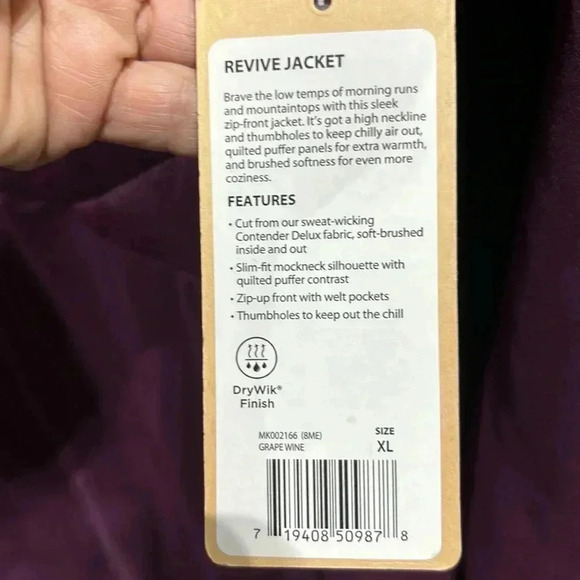 REVIVE JACKET
Brave the low temps of morning runs
and mountaintops with this sleek
zip-front jacket. It's got a high neckline
and thumbholes to keep chilly air out,
quilted puffer panels for extra warmth,
and brushed softness for even more
coziness.
FEATURES
• Cut from our sweat-wicking
Contender Delux fabric, soft-brushed
inside and out
• Slim-fit mockneck silhouette with
quilted puffer contrast
• Zip-up front with welt pockets
• Thumbholes to keep out the chill
DryWik®
Finish
MK002166 (8ME)
GRAPE WINE
SIZE
XL
7 19408 50987 8